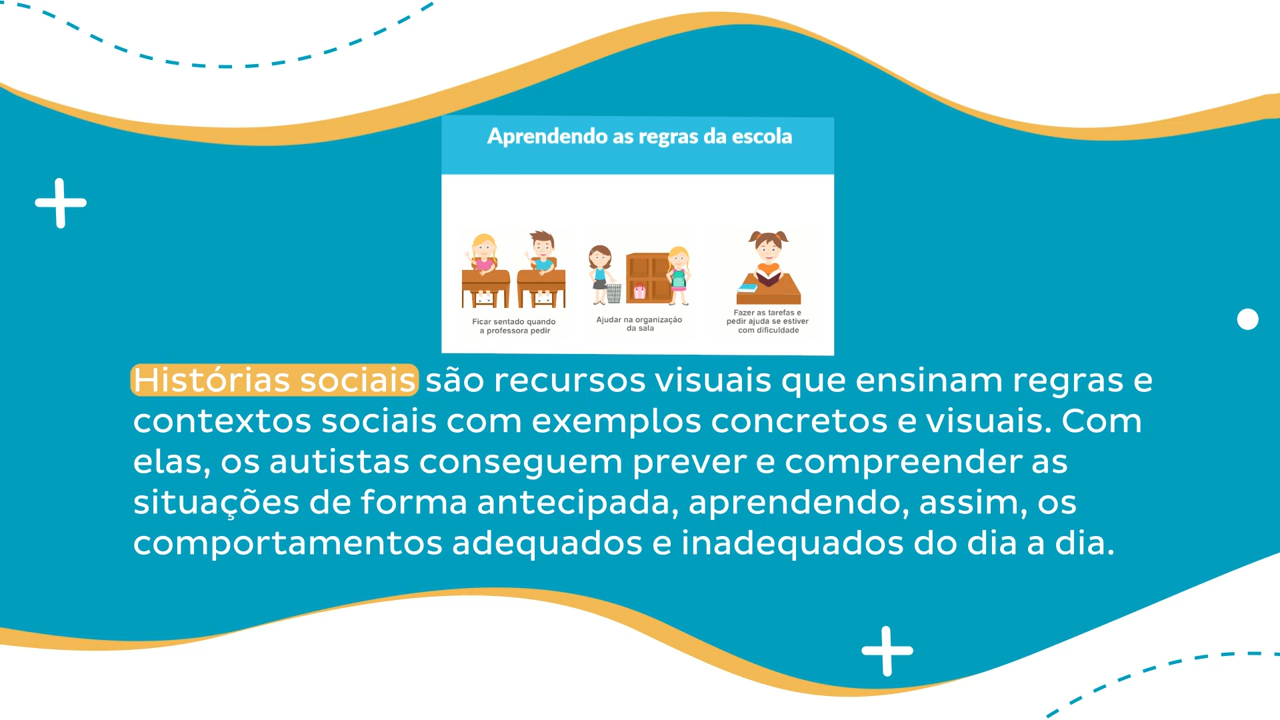 Aprendendo as regras da escola
Ficar sentado quando
a professora pedir
Ajudar na organização
da sala
Fazer as tarefas e
pedir ajuda se estiver
com dificuldade
Histórias sociais são recursos visuais que ensinam regras e
contextos sociais com exemplos concretos e visuais. Com
elas, os autistas conseguem prever e compreender as
situações de forma antecipada, aprendendo, assim, os
comportamentos adequados e inadequados do dia a dia.